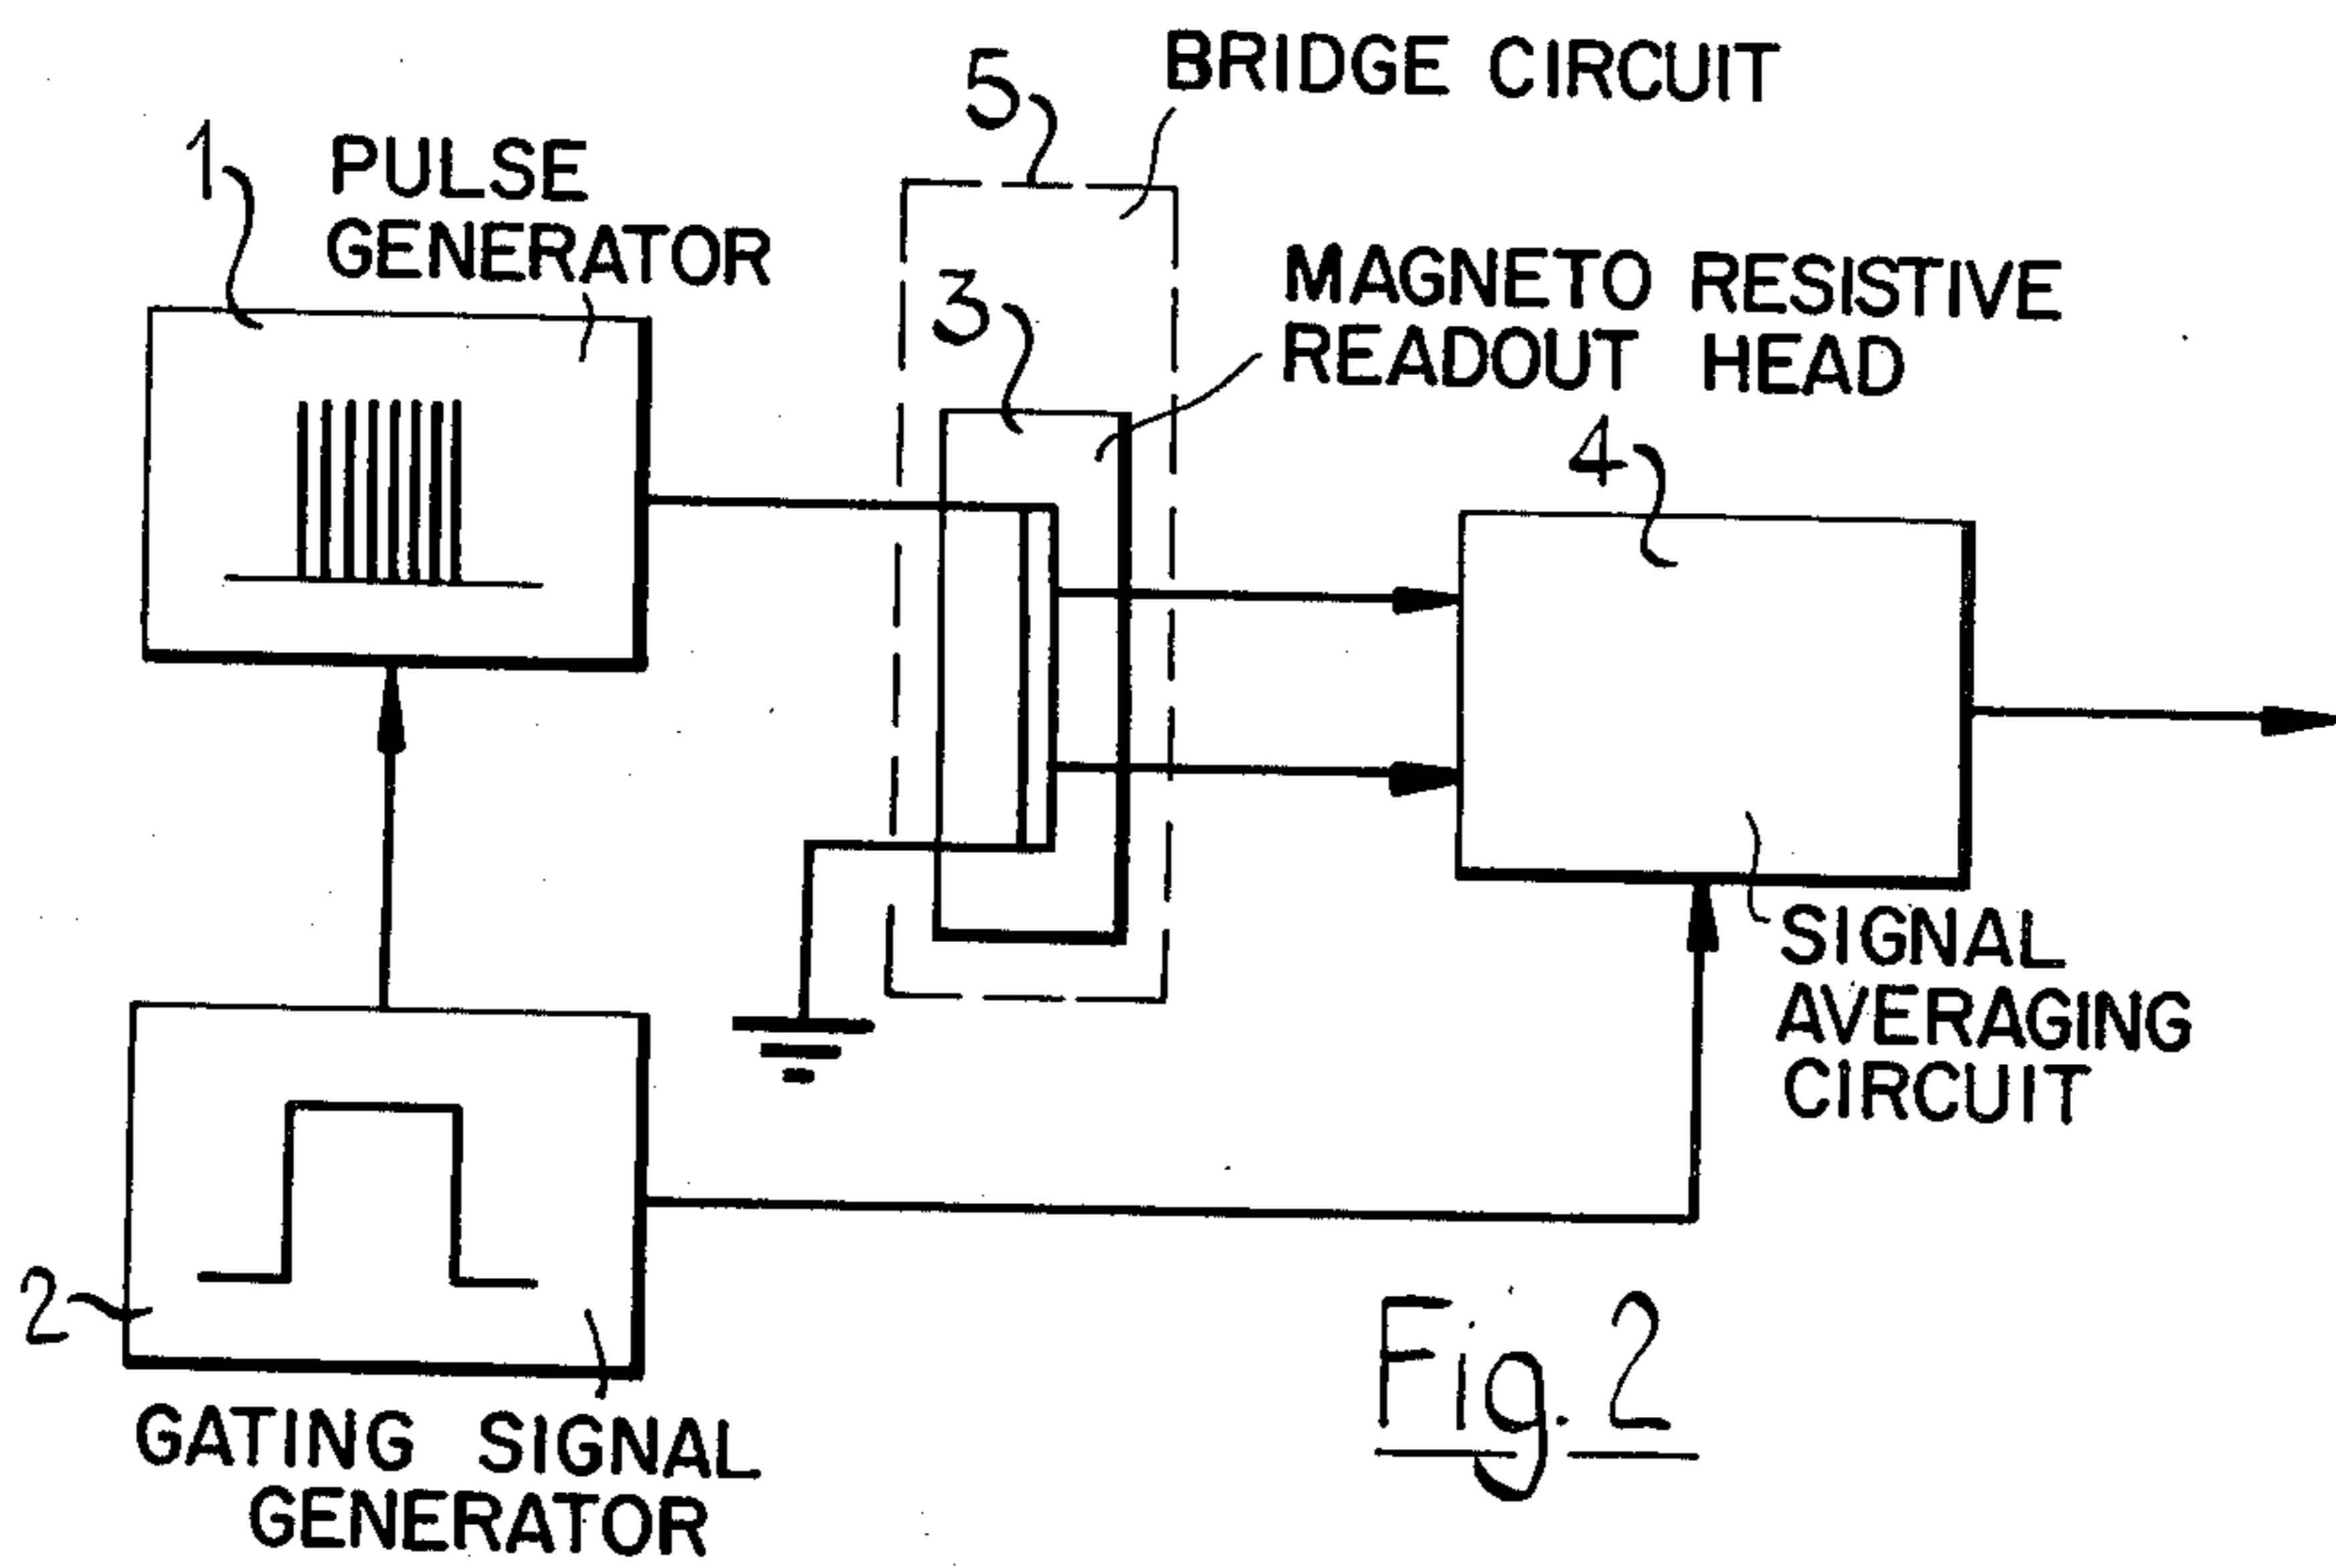 5
BRIDGE CIRCUIT
1
PULSE
GENERATOR
3
MAGNETO RESISTIVE
READOUT HEAD
4
SIGNAL
AVERAGING
CIRCUIT
2
GATING SIGNAL
GENERATOR
Fig. 2